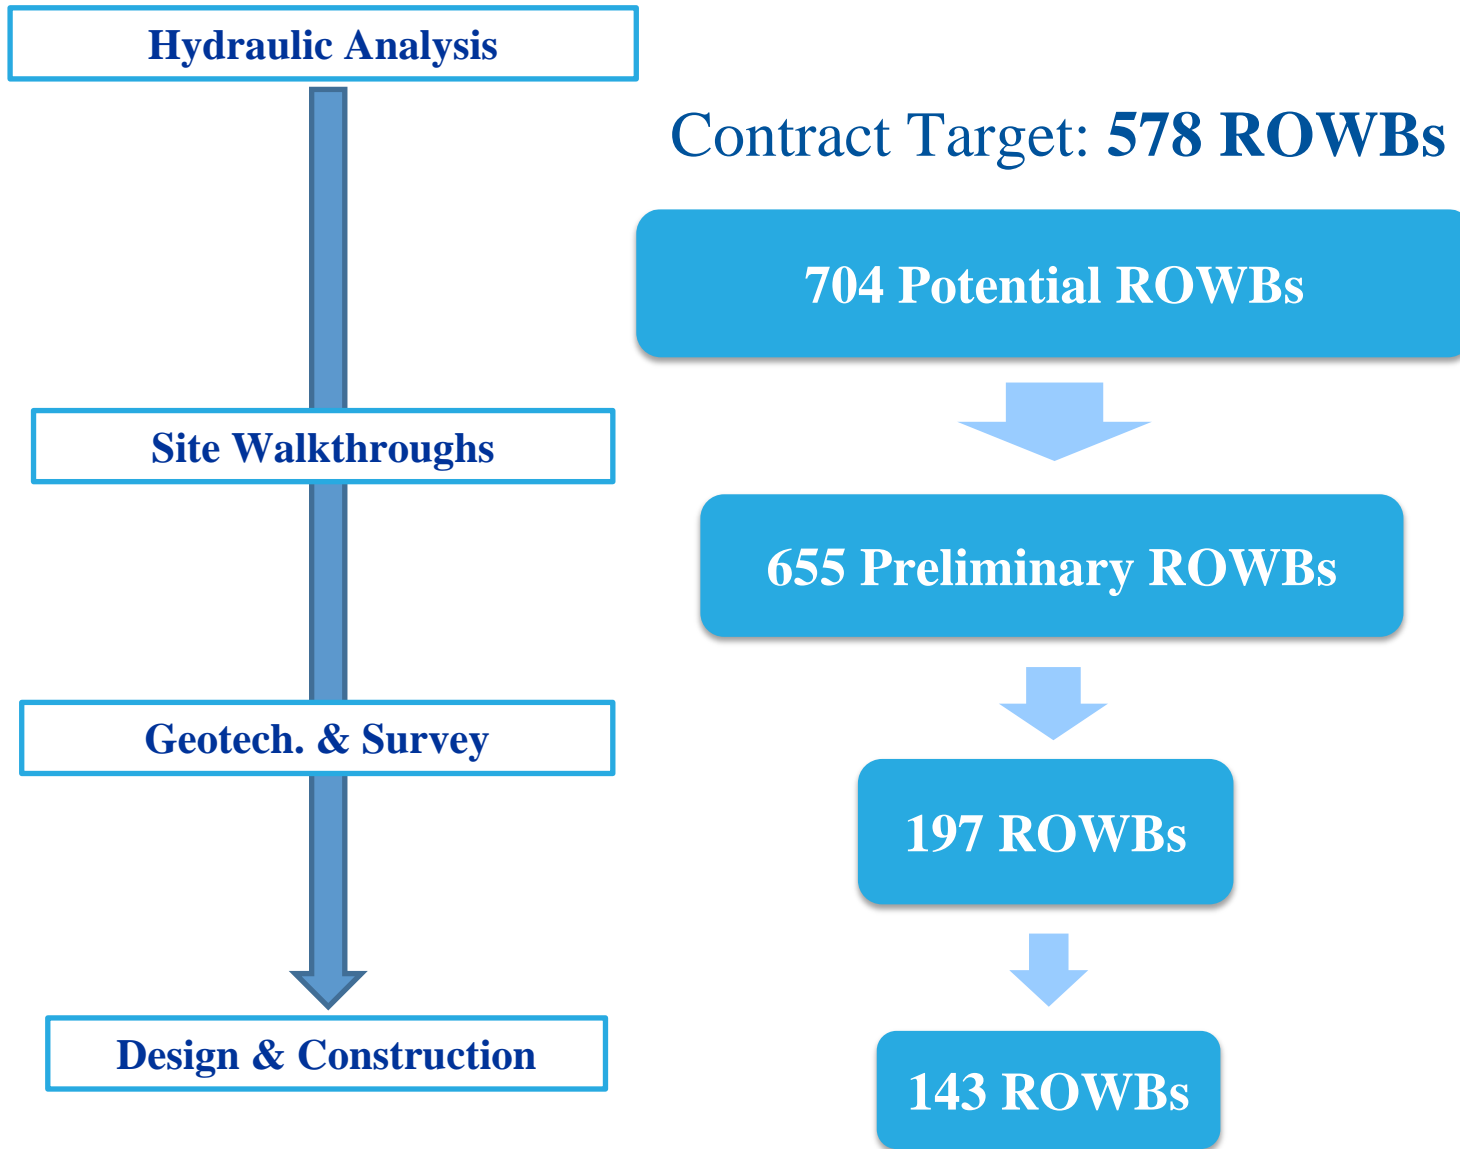 Hydraulic Analysis
Contract Target: 578 ROWBs
704 Potential ROWBs
Site Walkthroughs
655 Preliminary ROWBs
Geotech. & Survey
197 ROWBs
Design & Construction
143 ROWBs